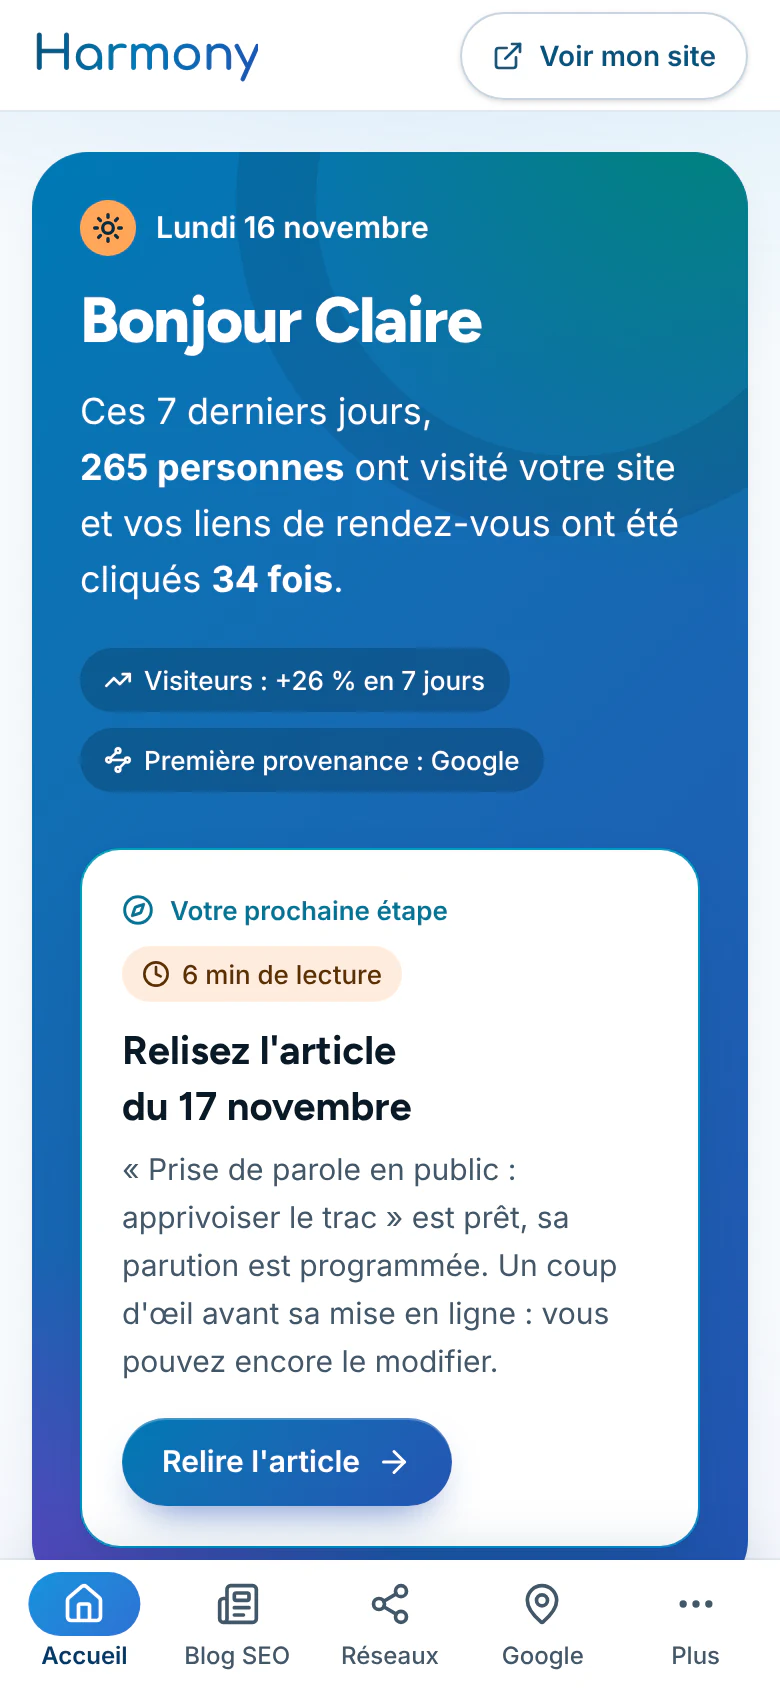 Harmony
Voir mon site
Lundi 16 novembre
Bonjour Claire
Ces 7 derniers jours,
265 personnes ont visité votre site
et vos liens de rendez-vous ont été
cliqués 34 fois.
Visiteurs : +26 % en 7 jours
Première provenance : Google
Votre prochaine étape
6 min de lecture
Relisez l'article
du 17 novembre
« Prise de parole en public :
apprivoiser le trac » est prêt, sa
parution est programmée. Un coup
d'œil avant sa mise en ligne : vous
pouvez encore le modifier.
Relire l'article
Accueil
Blog SEO
Réseaux
Google
Plus